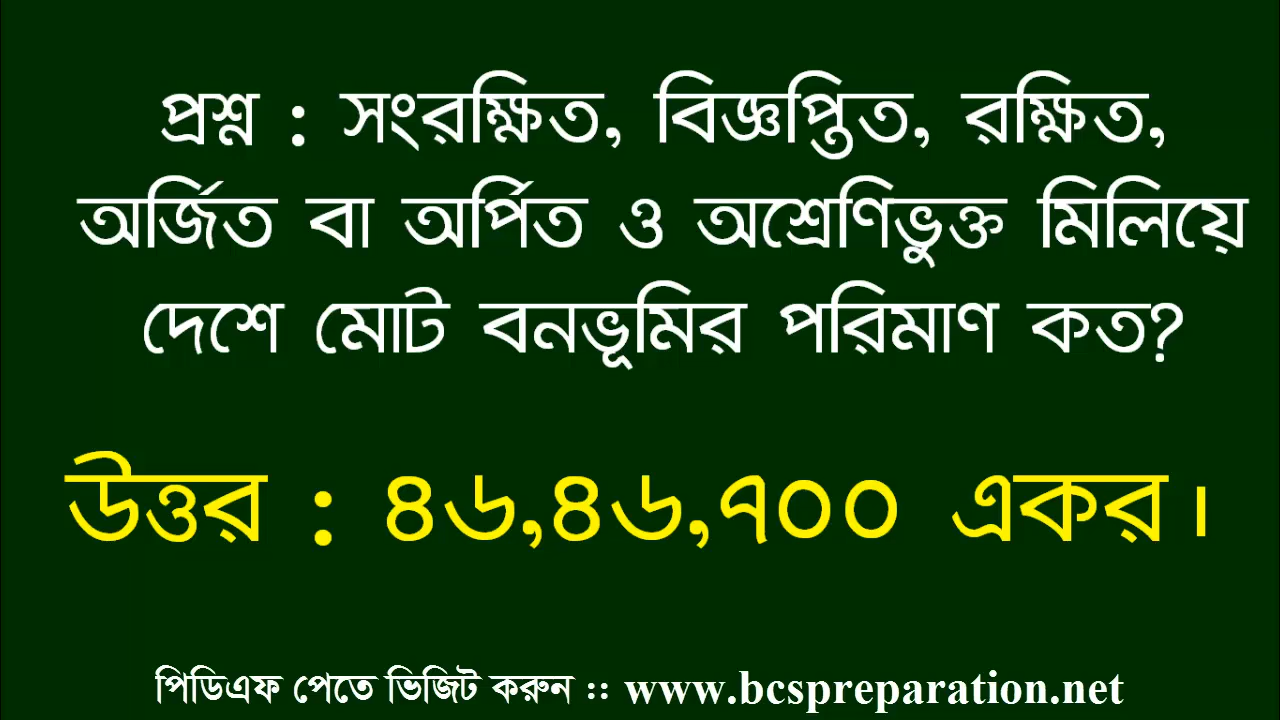 প্রশ্ন : সংরক্ষিত, বিজ্ঞপ্তিত, রক্ষিত,
অর্জিত বা অর্পিত ও অশ্রেণিভুক্ত মিলিয়ে
দেশে মোট বনভূমির পরিমাণ কত?
উত্তর : ৪৬,৪৬,৭০০ একর।
পিডিএফ পেতে ভিজিট করুন :: www.bcspreparation.net